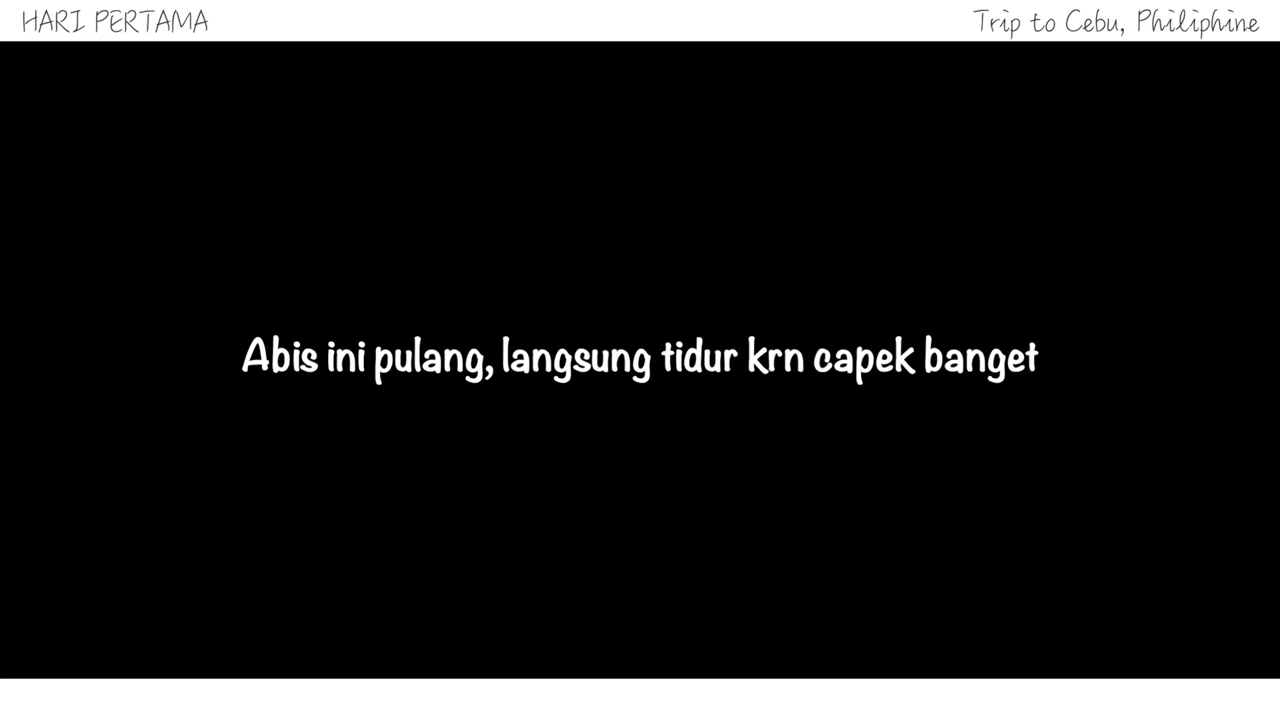 HARI PERTAMA
Trip to Cebu, Philiphine
Abis ini pulang, langsung tidur krn capek banget